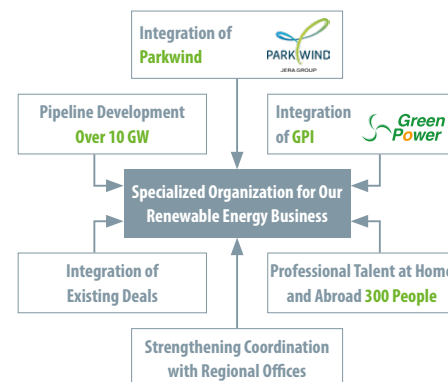 Integration of
Parkwind
PARKWIND
JERA GROUP
Pipeline Development
Over 10 GW
Integration
of GPI
Green
Power
Specialized Organization for Our
Renewable Energy Business
Integration of
Existing Deals
Professional Talent at Home
and Abroad 300 People
Strengthening Coordination
with Regional Offices